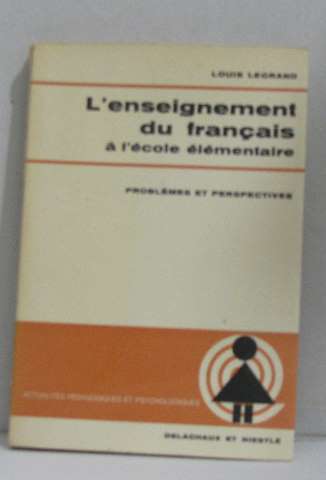 LOUIS LEGRAND
L'enseignement
du français
à l'école élémentaire
PROBLÈMES ET PERSPECTIVES
ACTUALITÉS PÉDAGOGIQUES ET PSYCHOLOGIQUES
DELACHAUX ET NIESTLÉ